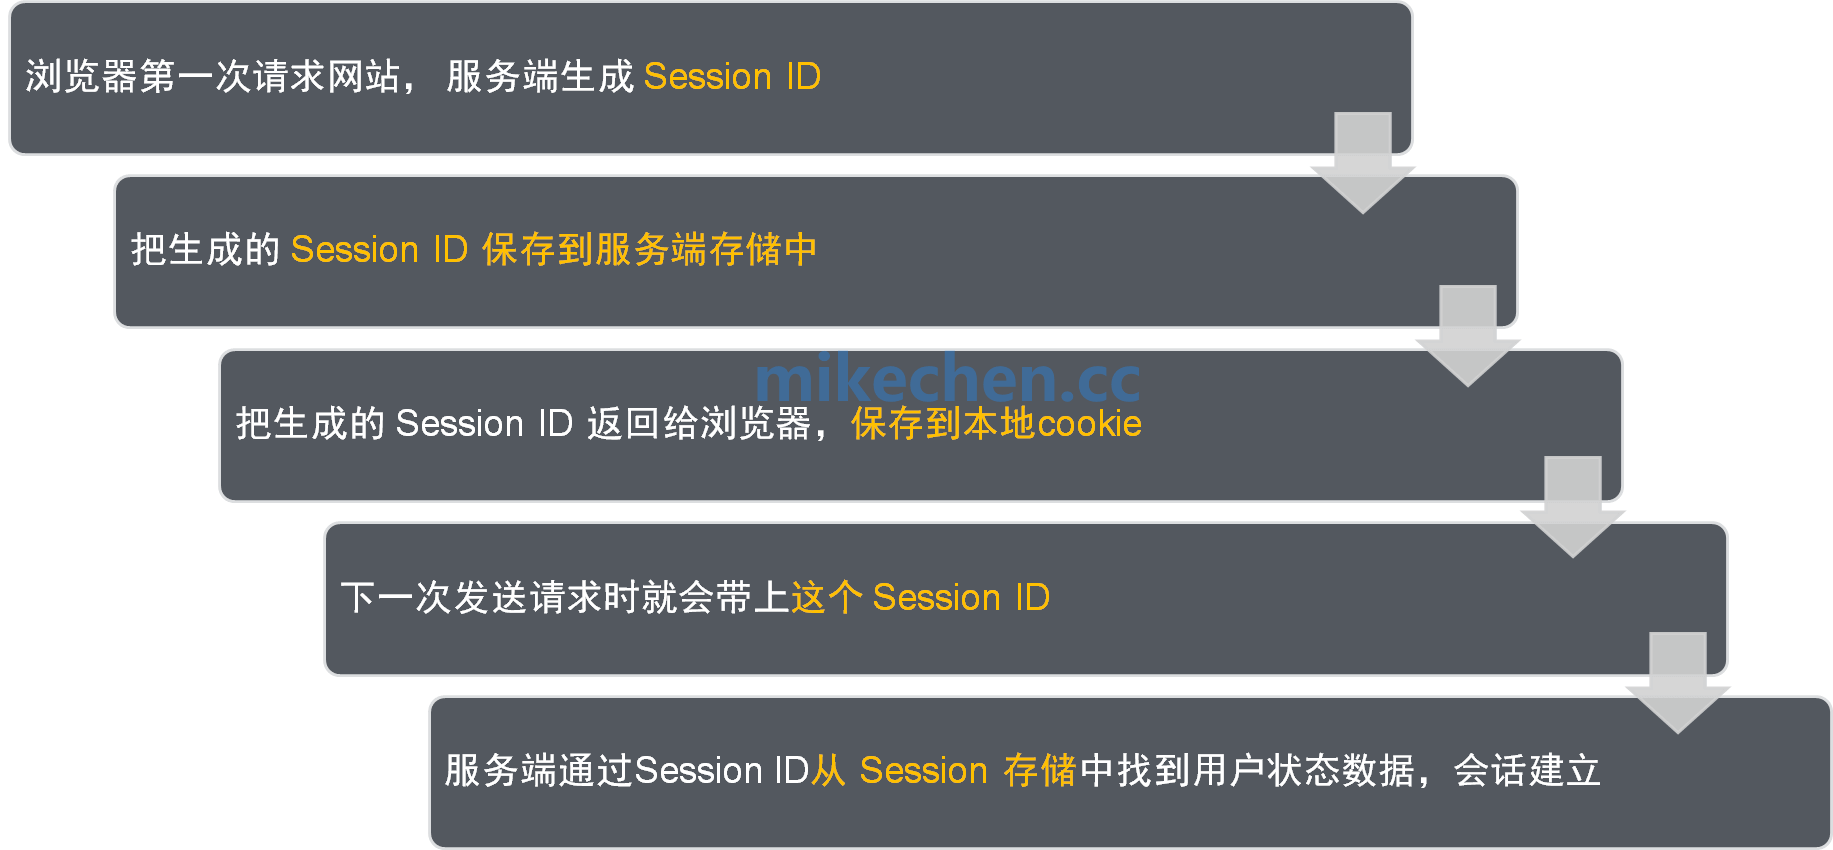 浏览器第一次请求网站， 服务端生成 Session ID
把生成的 Session ID 保存到服务端存储中
mikechen.cc
把生成的 Session ID 返回给浏览器，保存到本地cookie
下一次发送请求时就会带上这个 Session ID
服务端通过Session ID从 Session 存储中找到用户状态数据，会话建立